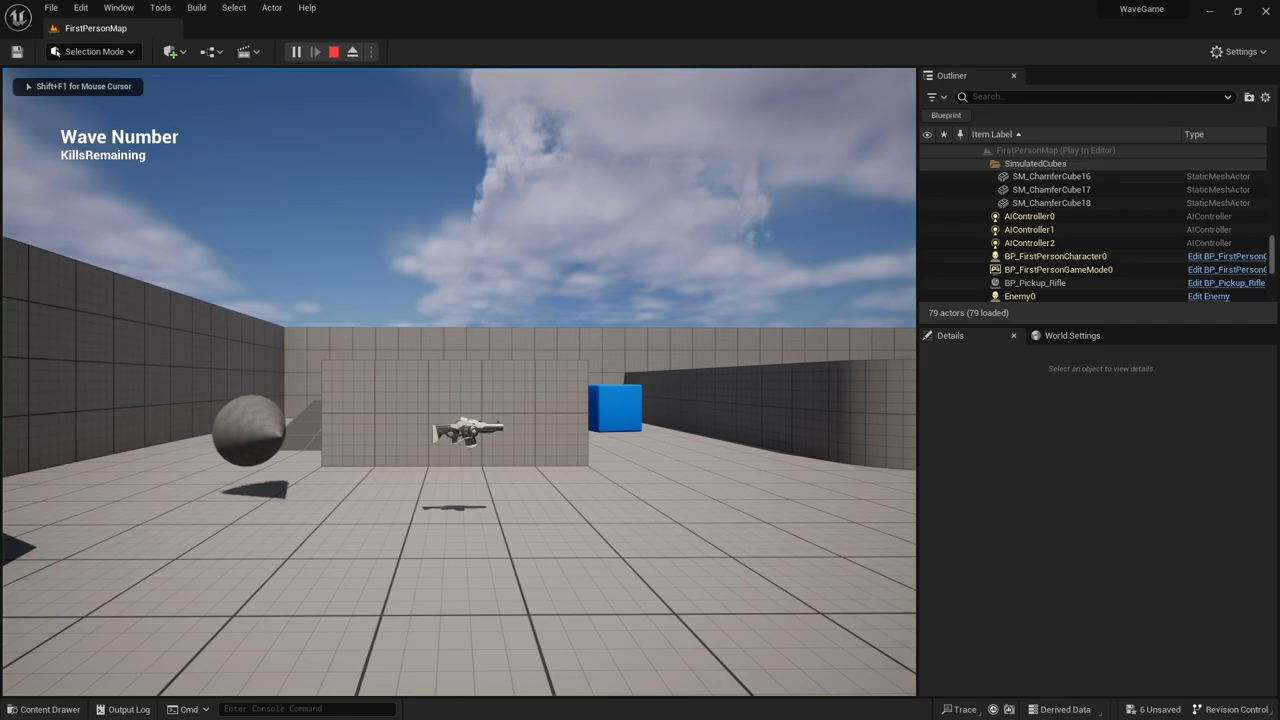 File Edit Window Tools Build Select Actor Help WaveGame
FirstPersonMap
Selection Mode Settings
Shift+F1 for Mouse Cursor
Wave Number
KillsRemaining
Outliner
Search...
Blueprint
Item Label Type
FirstPersonMap (Play In Editor)
SimulatedCubes
SM_ChamferCube16 StaticMeshActor
SM_ChamferCube17 StaticMeshActor
SM_ChamferCube18 StaticMeshActor
AIController0 AIController
AIController1 AIController
AIController2 AIController
BP_FirstPersonCharacter0 Edit BP_FirstPerson
BP_FirstPersonGameMode0 Edit BP_FirstPerson
BP_Pickup_Rifle Edit BP_Pickup_Rifle
Enemy0 Edit Enemy
79 actors (79 loaded)
Details World Settings
Select an object to view details
Content Drawer Output Log Cmd Enter Console Command Trace Derived Data 6 Unsaved Revision Control